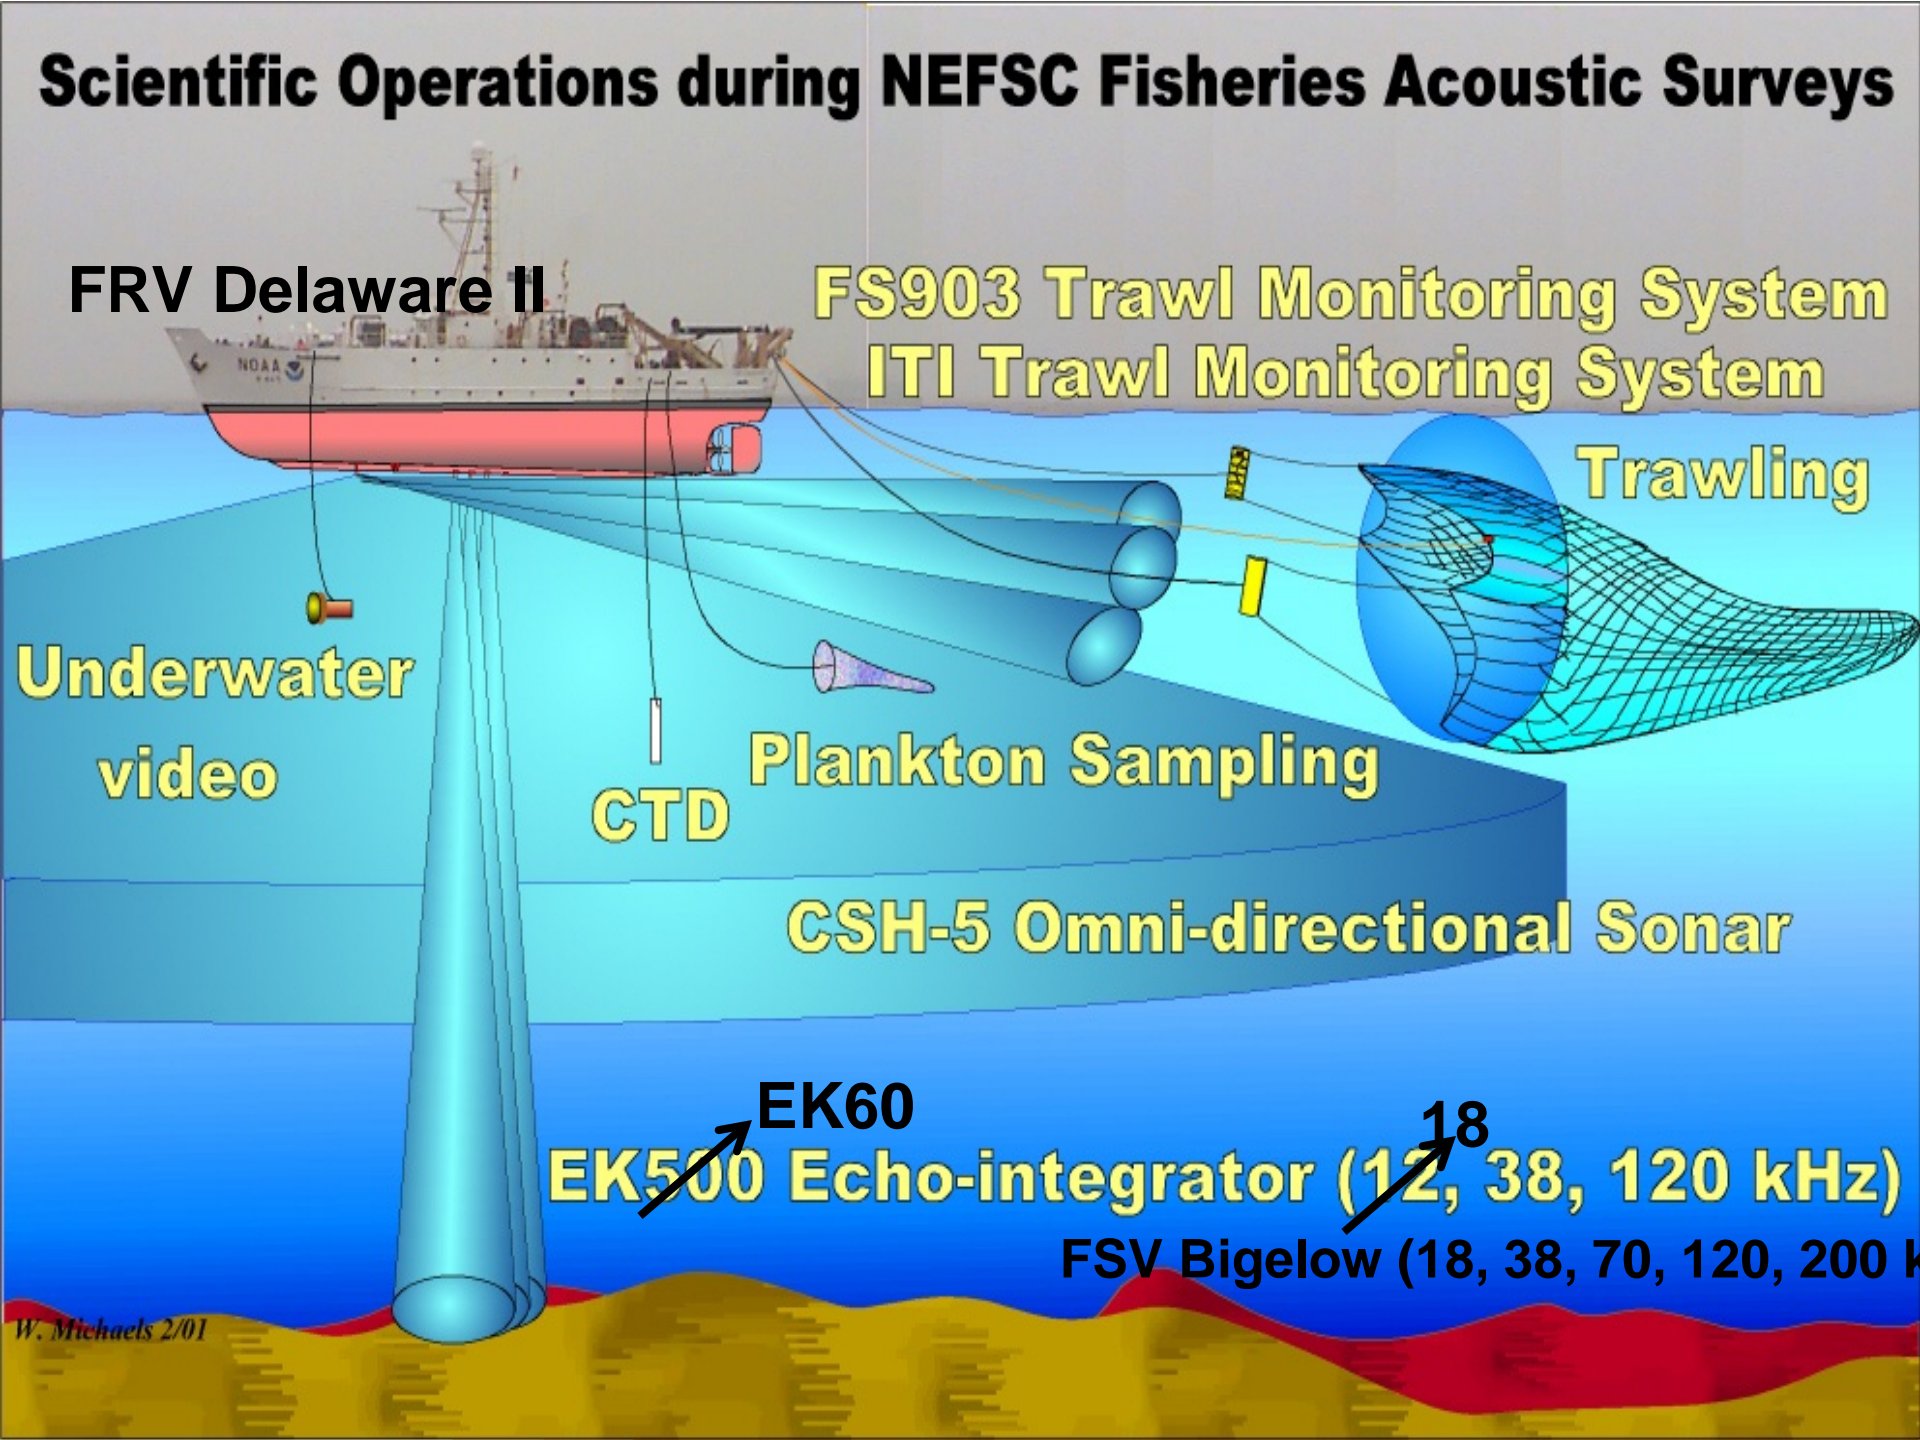 Scientific Operations during NEFSC Fisheries Acoustic Surveys
FRV Delaware II
FS903 Trawl Monitoring System
ITI Trawl Monitoring System
NOAA
Trawling
Underwater
video
Plankton Sampling
CTD
CSH-5 Omni-directional Sonar
EK60
18
EK500 Echo-integrator (12, 38, 120 kHz)
FSV Bigelow (18, 38, 70, 120, 200 k
W. Michaels 2/01